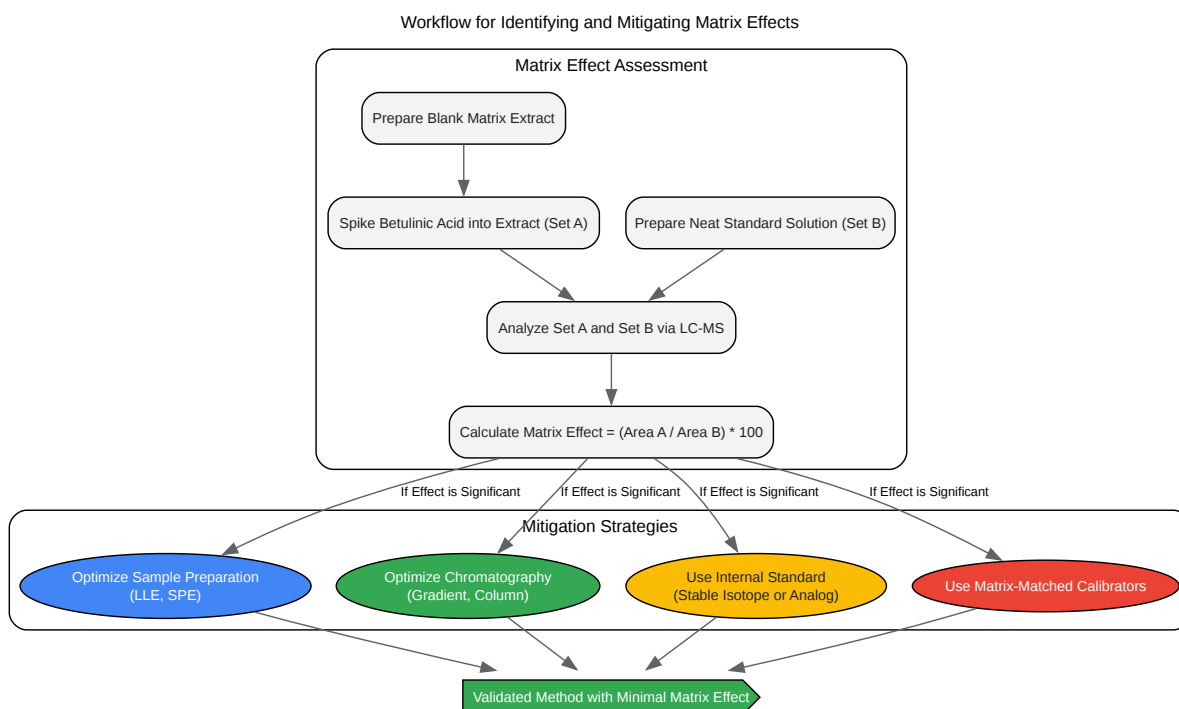 Workflow for Identifying and Mitigating Matrix Effects
Matrix Effect Assessment
Prepare Blank Matrix Extract
Spike Betulinic Acid into Extract (Set A)
Prepare Neat Standard Solution (Set B)
Analyze Set A and Set B via LC-MS
Calculate Matrix Effect = (Area A / Area B) * 100
If Effect is Significant
If Effect is Significant
If Effect is Significant
If Effect is Significant
Mitigation Strategies
Optimize Sample Preparation
(LLE, SPE)
Optimize Chromatography
(Gradient, Column)
Use Internal Standard
(Stable Isotope or Analog)
Use Matrix-Matched Calibrators
Validated Method with Minimal Matrix Effect